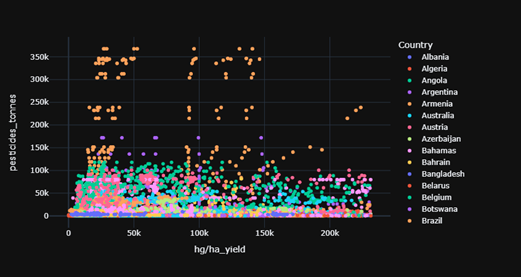 Country
Albania
Algeria
Angola
Argentina
Armenia
Australia
Austria
Azerbaijan
Bahamas
Bahrain
Bangladesh
Belarus
Belgium
Botswana
Brazil
pesticides_tonnes
350k
300k
250k
200k
150k
100k
50k
0
0
50k
100k
150k
200k
hg/ha_yield